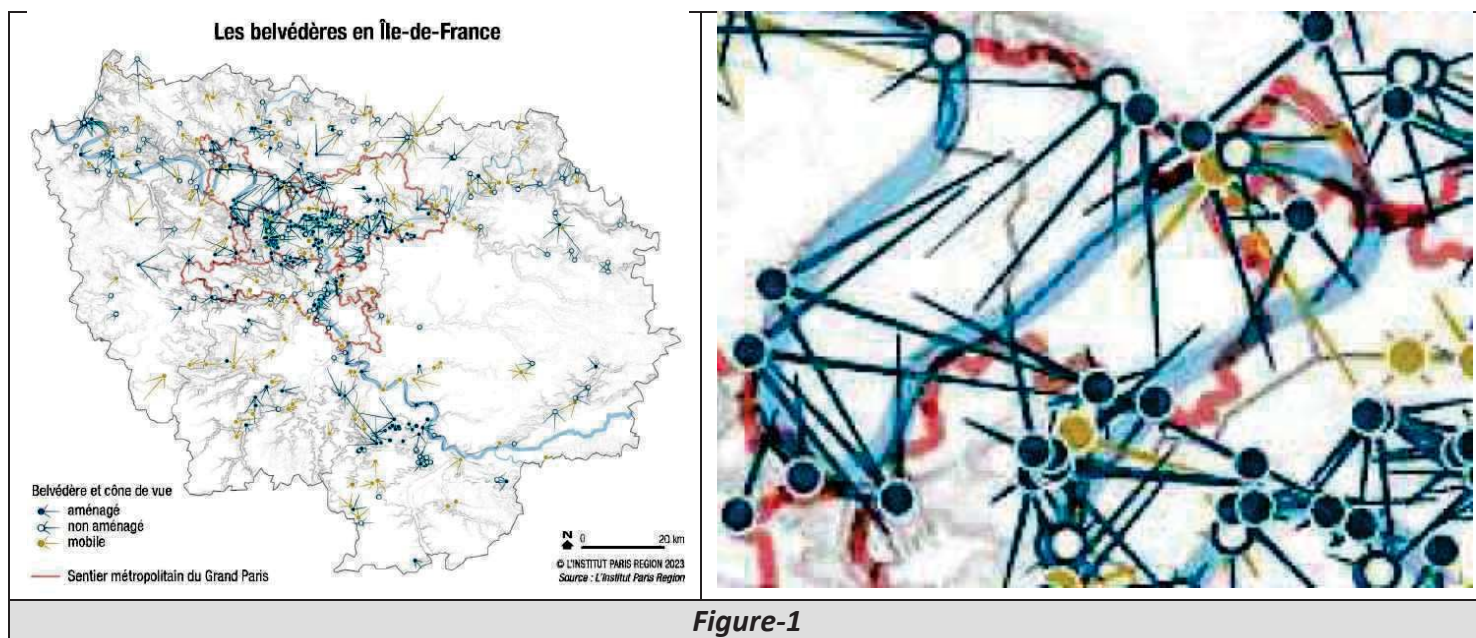 Les belvédères en Île-de-France
Belvédère et cône de vue
aménagé
non aménagé
mobile
Sentier métropolitain du Grand Paris
N 0 20 km
© L'INSTITUT PARIS REGION 2023
Source : L'Institut Paris Region
Figure-1